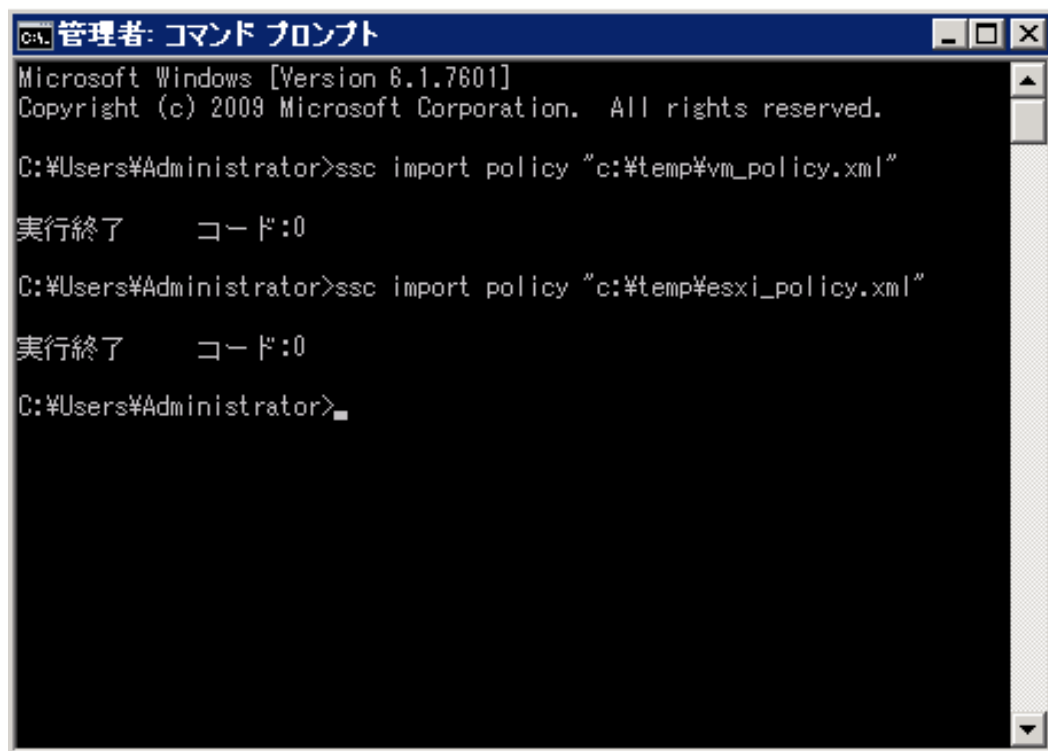 管理者: コマンド プロンプト
Microsoft Windows [Version 6.1.7601]
Copyright (c) 2009 Microsoft Corporation.  All rights reserved.
C:¥Users¥Administrator>ssc import policy "c:¥temp¥vm_policy.xml"
実行終了　　コード:0
C:¥Users¥Administrator>ssc import policy "c:¥temp¥esxi_policy.xml"
実行終了　　コード:0
C:¥Users¥Administrator>